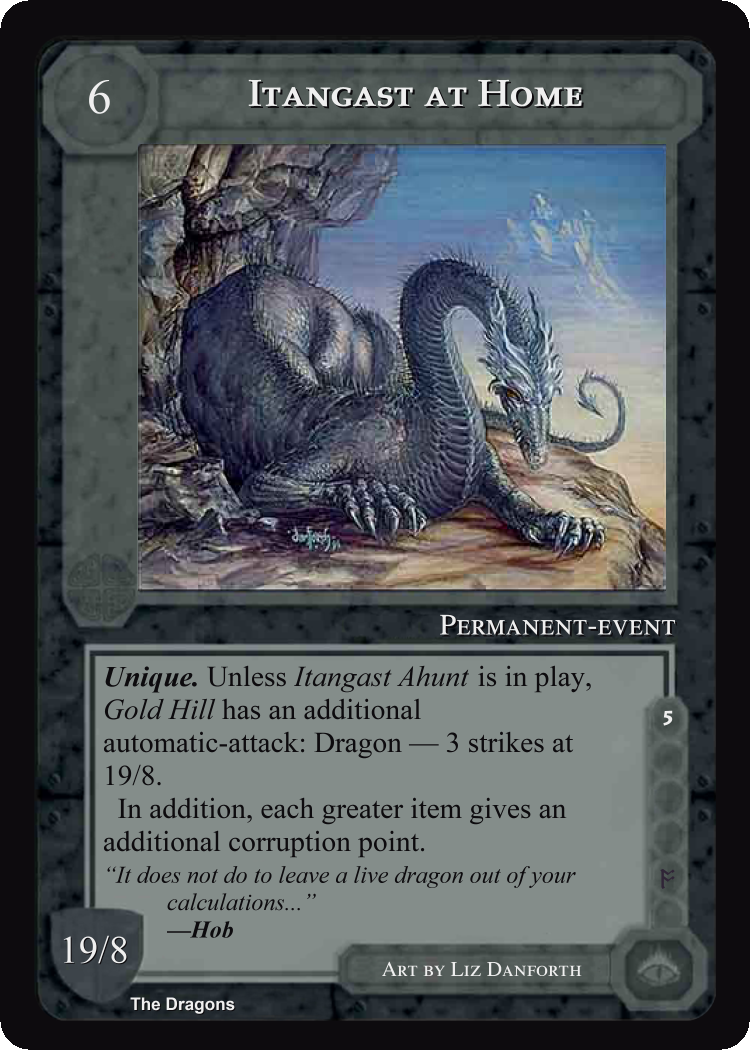 6
ITANGAST AT HOME
danforth
PERMANENT-EVENT
Unique. Unless Itangast Ahunt is in play,
Gold Hill has an additional
automatic-attack: Dragon — 3 strikes at
19/8.
In addition, each greater item gives an
additional corruption point.
“It does not do to leave a live dragon out of your
calculations...”
—Hob
5
ᚩ
19/8
ART BY LIZ DANFORTH
The Dragons